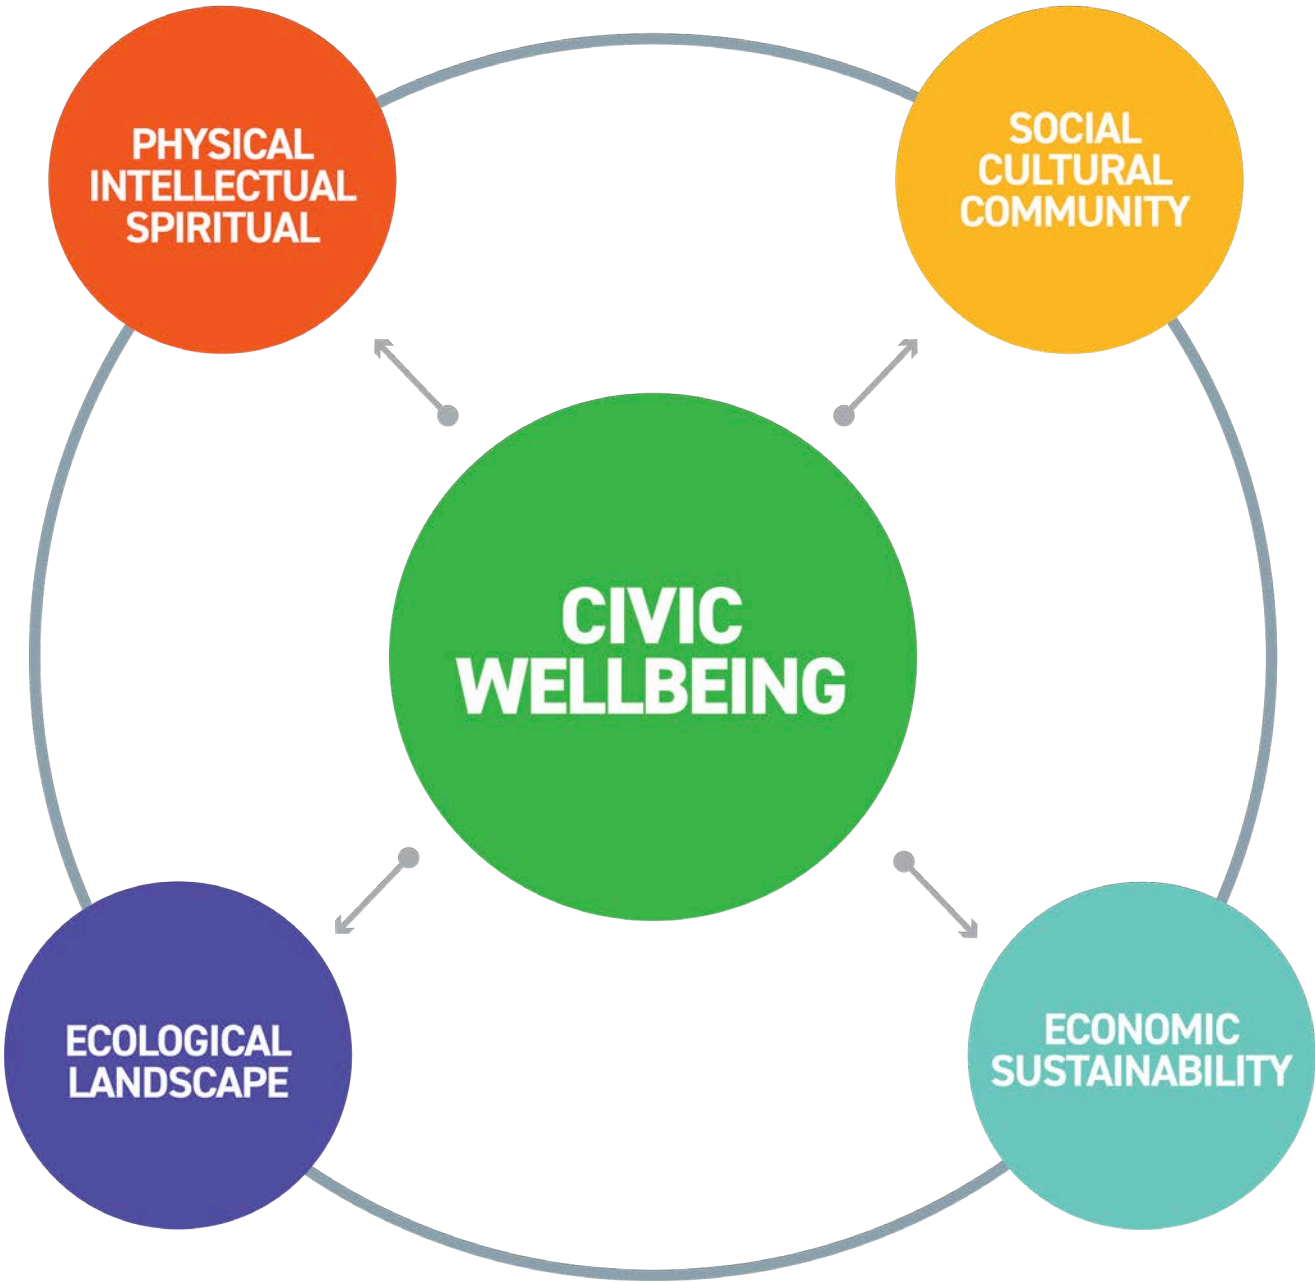 PHYSICAL
INTELLECTUAL
SPIRITUAL
SOCIAL
CULTURAL
COMMUNITY
CIVIC
WELLBEING
ECOLOGICAL
LANDSCAPE
ECONOMIC
SUSTAINABILITY